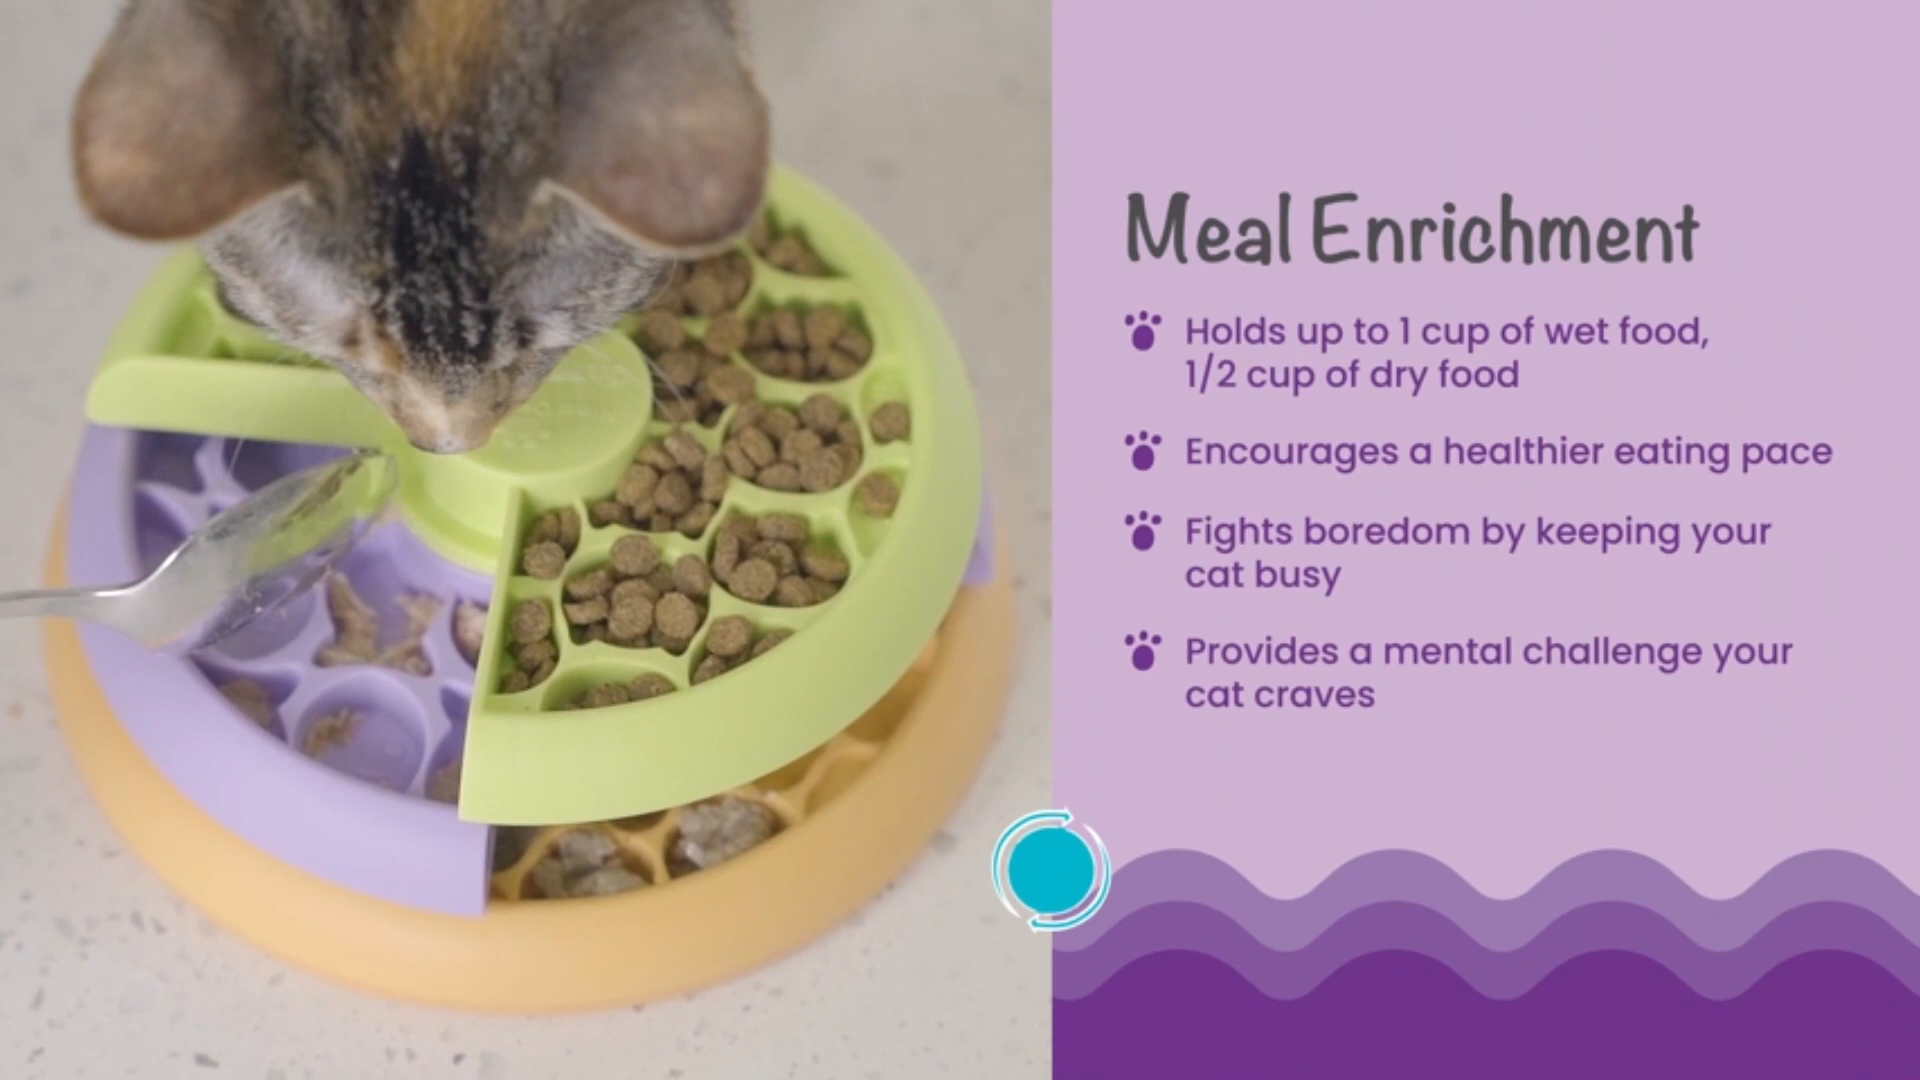 Meal Enrichment
Holds up to 1 cup of wet food,
1/2 cup of dry food
Encourages a healthier eating pace
Fights boredom by keeping your
cat busy
Provides a mental challenge your
cat craves